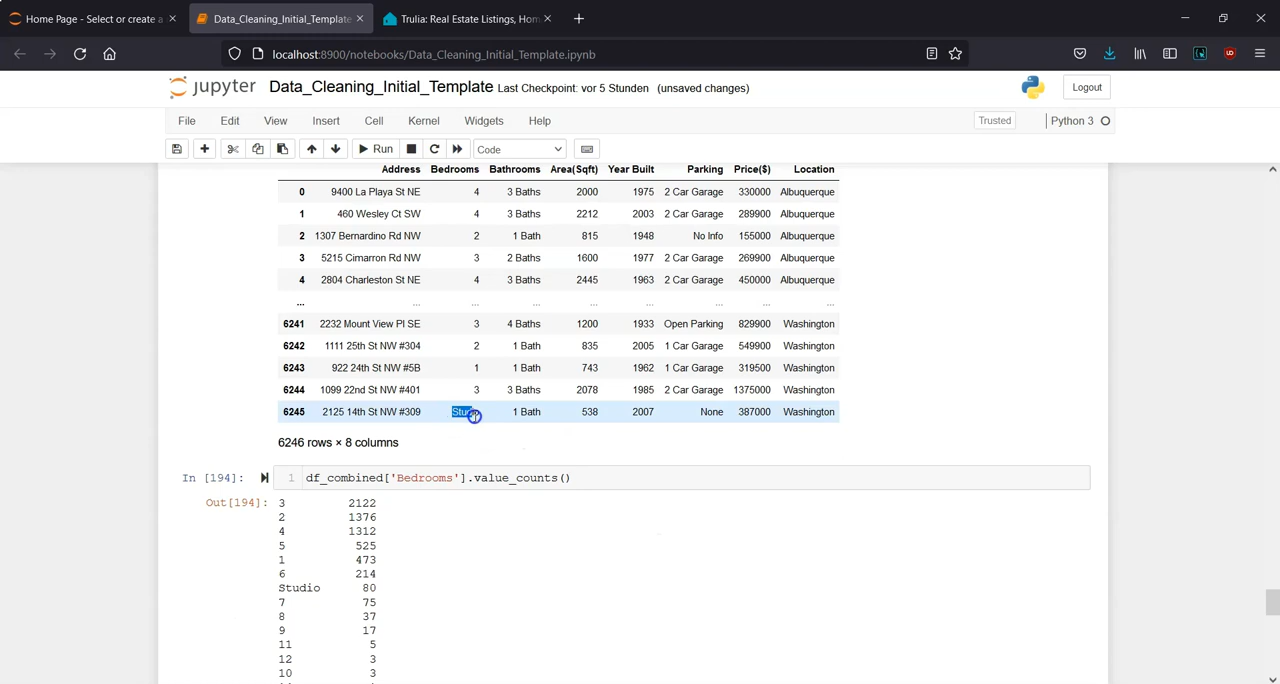 Home Page - Select or create a
Data_Cleaning_Initial_Template
Trulia: Real Estate Listings, Hom
localhost:8900/notebooks/Data_Cleaning_Initial_Template.ipynb
jupyter Data_Cleaning_Initial_Template Last Checkpoint: vor 5 Stunden (unsaved changes) Logout
File Edit View Insert Cell Kernel Widgets Help Trusted Python 3
Run Code
Address Bedrooms Bathrooms Area(Sqft) Year Built Parking Price($) Location
0 9400 La Playa St NE 4 3 Baths 2000 1975 2 Car Garage 330000 Albuquerque
1 460 Wesley Ct SW 4 3 Baths 2212 2003 2 Car Garage 289900 Albuquerque
2 1307 Bernardino Rd NW 2 1 Bath 815 1948 No Info 155000 Albuquerque
3 5215 Cimarron Rd NW 3 2 Baths 1600 1977 2 Car Garage 269900 Albuquerque
4 2804 Charleston St NE 4 3 Baths 2445 1963 2 Car Garage 450000 Albuquerque
... ... ... ... ... ... ... ... ...
6241 2232 Mount View Pl SE 3 4 Baths 1200 1933 Open Parking 829900 Washington
6242 1111 25th St NW #304 2 1 Bath 835 2005 1 Car Garage 549900 Washington
6243 922 24th St NW #5B 1 1 Bath 743 1962 1 Car Garage 319500 Washington
6244 1099 22nd St NW #401 3 3 Baths 2078 1985 2 Car Garage 1375000 Washington
6245 2125 14th St NW #309 Studio 1 Bath 538 2007 None 387000 Washington
6246 rows × 8 columns
In [194]: 1 df_combined['Bedrooms'].value_counts()
Out[194]: 3 2122
2 1376
4 1312
5 525
1 473
6 214
Studio 80
7 75
8 37
9 17
11 5
12 3
10 3